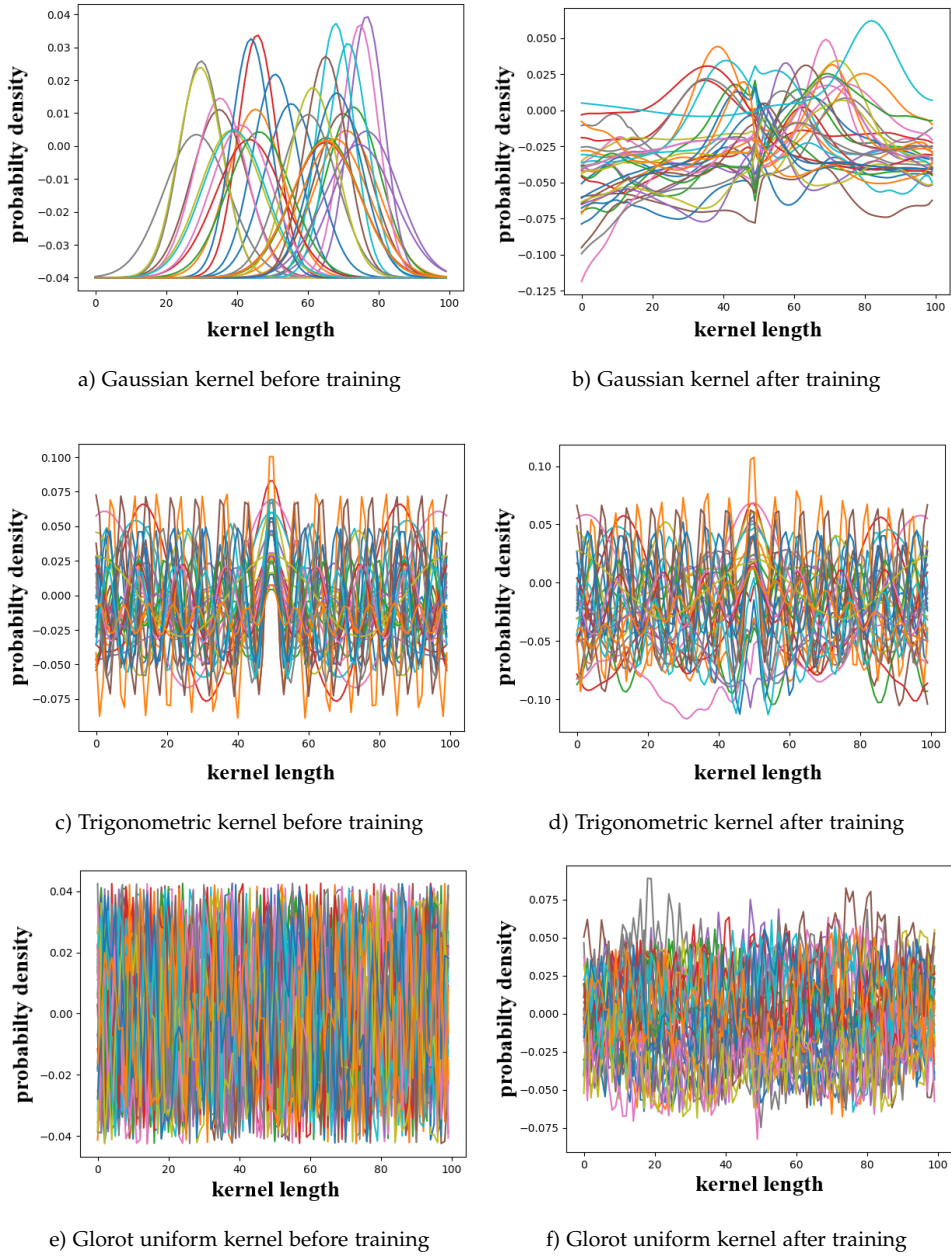 probabilty density
0.04
0.03
0.02
0.01
0.00
−0.01
−0.02
−0.03
−0.04
0 20 40 60 80 100
kernel length
a) Gaussian kernel before training
probabilty density
0.050
0.025
0.000
−0.025
−0.050
−0.075
−0.100
−0.125
0 20 40 60 80 100
kernel length
b) Gaussian kernel after training
probabilty density
0.100
0.075
0.050
0.025
0.000
−0.025
−0.050
−0.075
0 20 40 60 80 100
kernel length
c) Trigonometric kernel before training
probabilty density
0.10
0.05
0.00
−0.05
−0.10
0 20 40 60 80 100
kernel length
d) Trigonometric kernel after training
probabilty density
0.04
0.02
0.00
−0.02
−0.04
0 20 40 60 80 100
kernel length
e) Glorot uniform kernel before training
probabilty density
0.075
0.050
0.025
0.000
−0.025
−0.050
−0.075
0 20 40 60 80 100
kernel length
f) Glorot uniform kernel after training